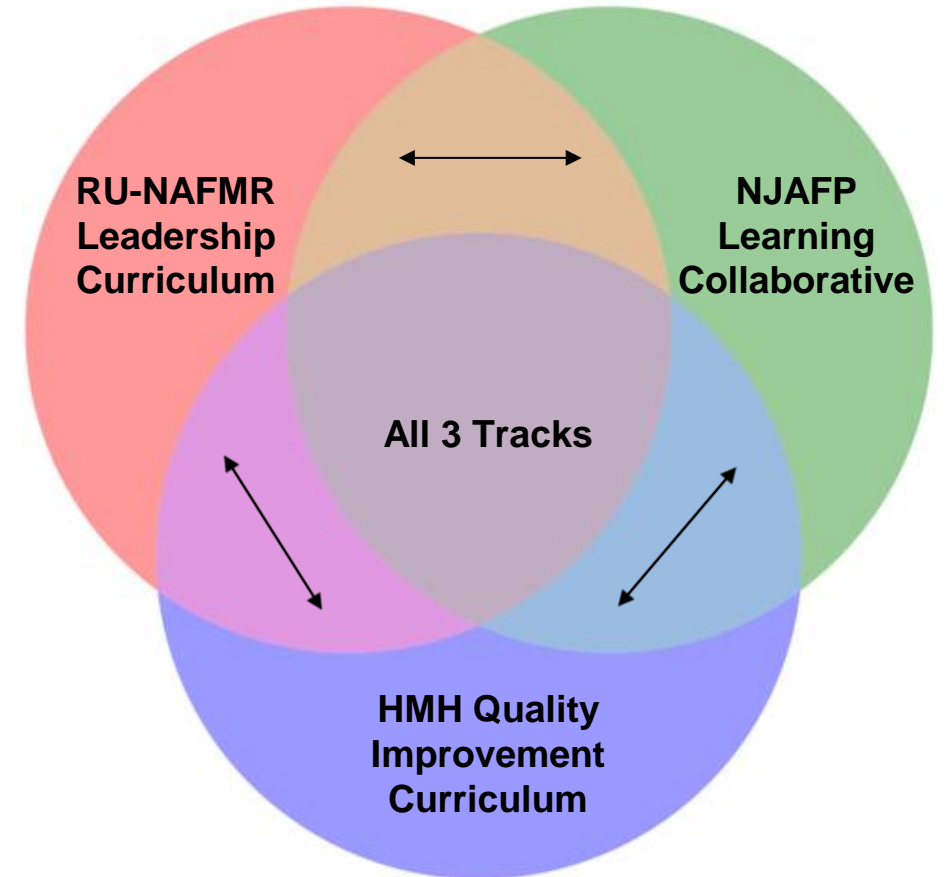 RU-NAFMR
Leadership
Curriculum
NJAFP
Learning
Collaborative
All 3 Tracks
HMH Quality
Improvement
Curriculum